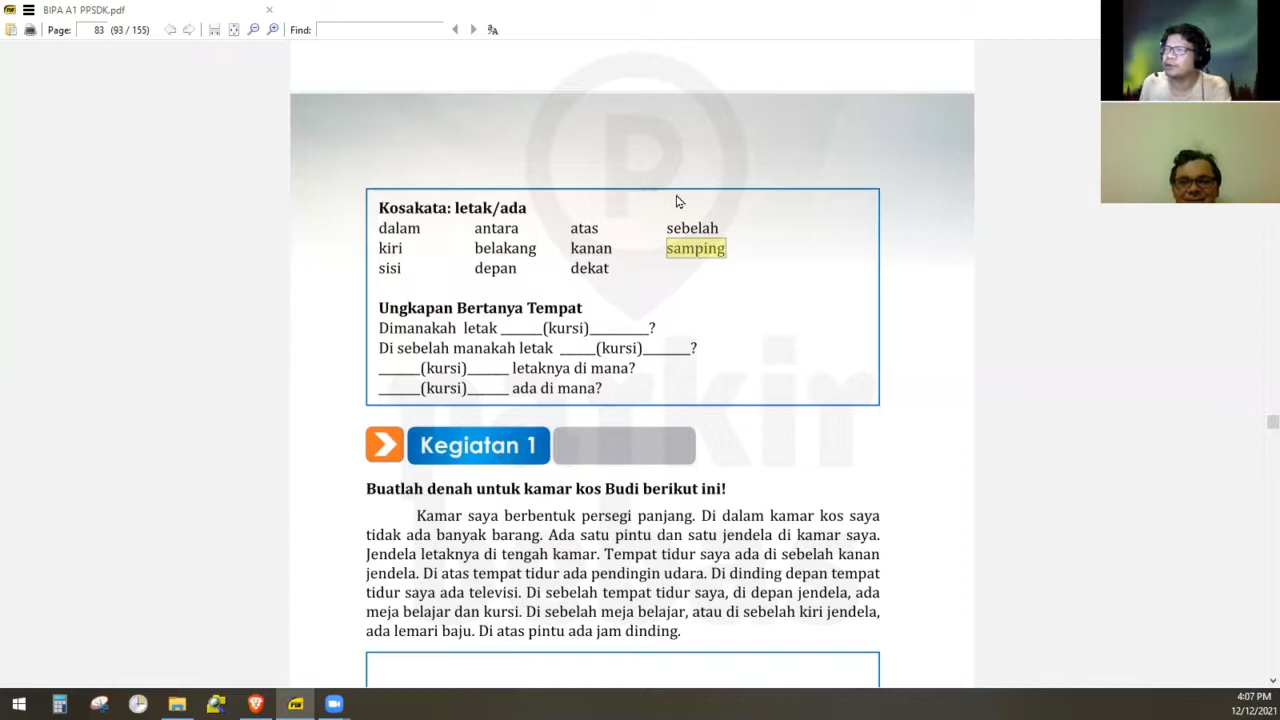 BIPA A1 PPSDK.pdf
Page: 83 (93 / 155) Find:
Kosakata: letak/ada
dalam antara atas sebelah
kiri belakang kanan samping
sisi depan dekat
Ungkapan Bertanya Tempat
Dimanakah letak ______(kursi)_________?
Di sebelah manakah letak _____(kursi)_______?
______(kursi)______ letaknya di mana?
______(kursi)______ ada di mana?
Kegiatan 1
Buatlah denah untuk kamar kos Budi berikut ini!
Kamar saya berbentuk persegi panjang. Di dalam kamar kos saya
tidak ada banyak barang. Ada satu pintu dan satu jendela di kamar saya.
Jendela letaknya di tengah kamar. Tempat tidur saya ada di sebelah kanan
jendela. Di atas tempat tidur ada pendingin udara. Di dinding depan tempat
tidur saya ada televisi. Di sebelah tempat tidur saya, di depan jendela, ada
meja belajar dan kursi. Di sebelah meja belajar, atau di sebelah kiri jendela,
ada lemari baju. Di atas pintu ada jam dinding.
P
parkir
4:07 PM
12/12/2021